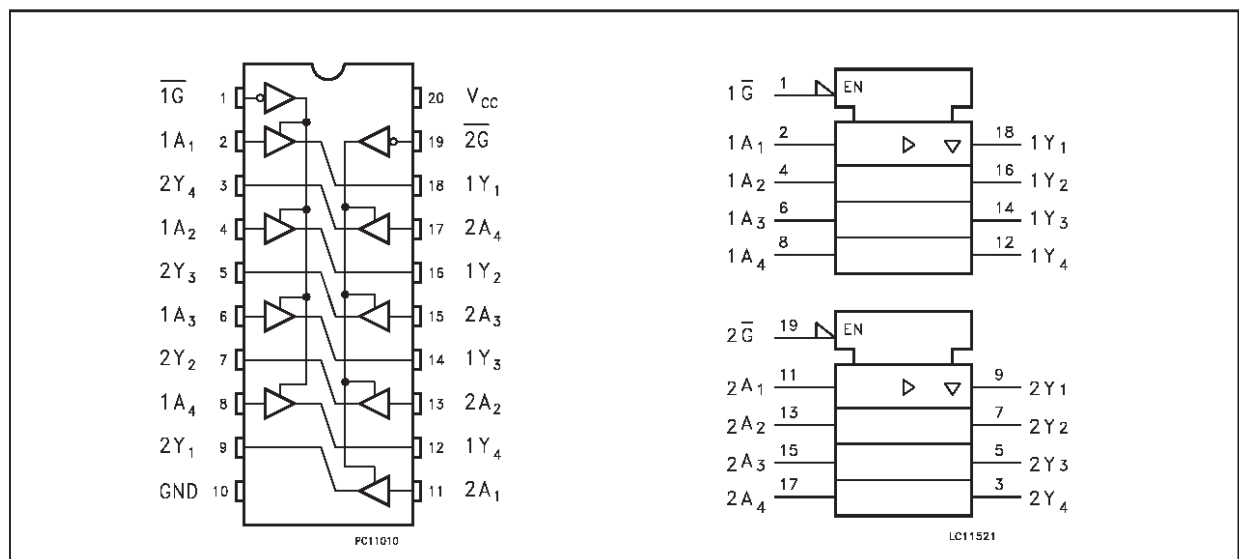 1G 1 20 VCC
1A1 2 19 2G
2Y4 3 18 1Y1
1A2 4 17 2A4
2Y3 5 16 1Y2
1A3 6 15 2A3
2Y2 7 14 1Y3
1A4 8 13 2A2
2Y1 9 12 1Y4
GND 10 11 2A1
PC11010
1G 1 EN
1A1 2 18 1Y1
1A2 4 16 1Y2
1A3 6 14 1Y3
1A4 8 12 1Y4
2G 19 EN
2A1 11 9 2Y1
2A2 13 7 2Y2
2A3 15 5 2Y3
2A4 17 3 2Y4
LC11521